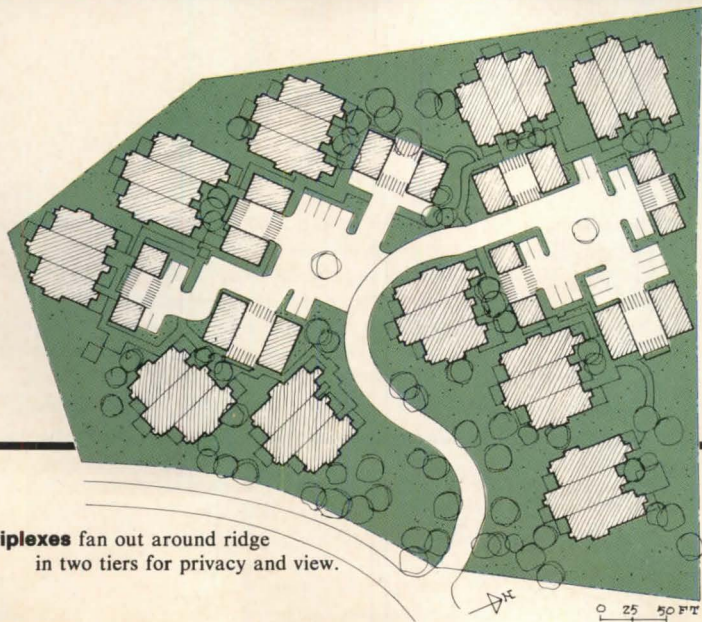 iplexes fan out around ridge
in two tiers for privacy and view.
N
0 25 50 FT